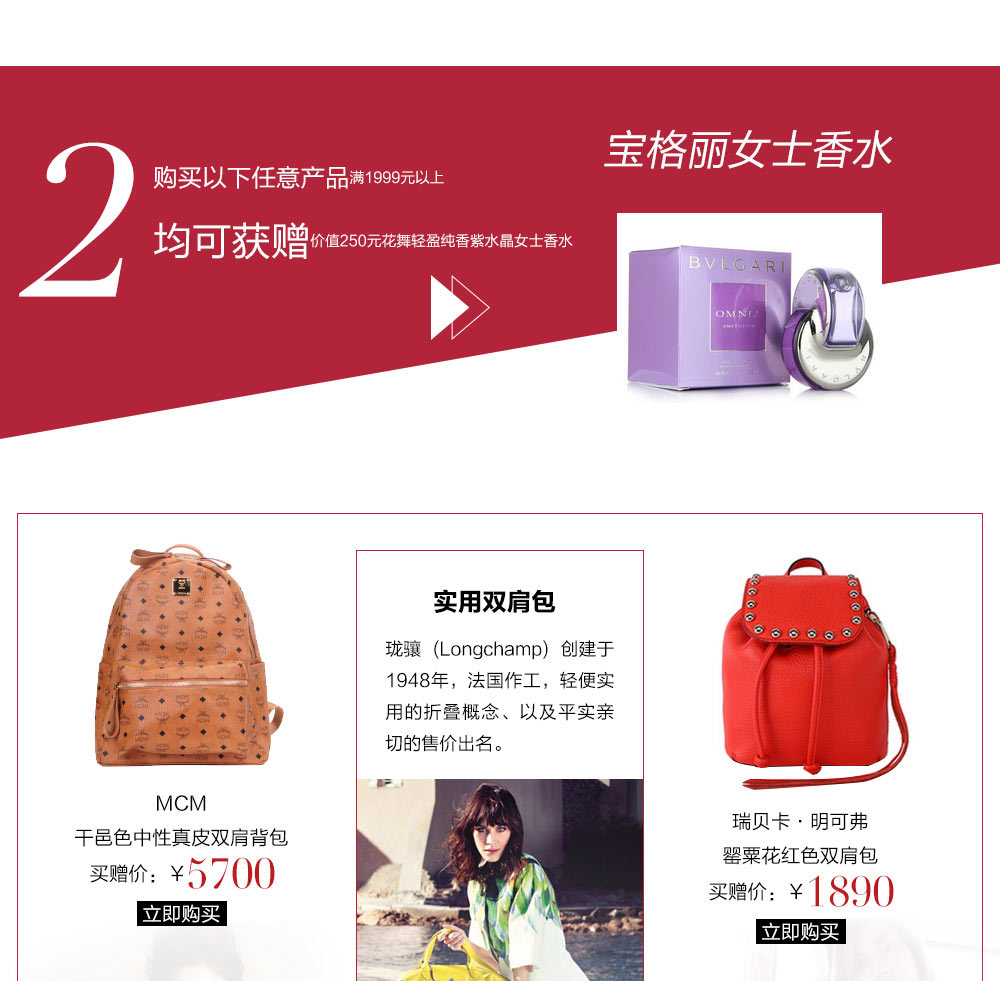 2
购买以下任意产品满1999元以上
均可获赠价值250元花舞轻盈纯香紫水晶女士香水
宝格丽女士香水
BVLGARI
OMNIA
BVLGARI
MCM
干邑色中性真皮双肩背包
买赠价：￥5700
立即购买
实用双肩包
珑骧（Longchamp）创建于
1948年，法国作工，轻便实
用的折叠概念、以及平实亲
切的售价出名。
瑞贝卡·明可弗
罂粟花红色双肩包
买赠价：￥1890
立即购买